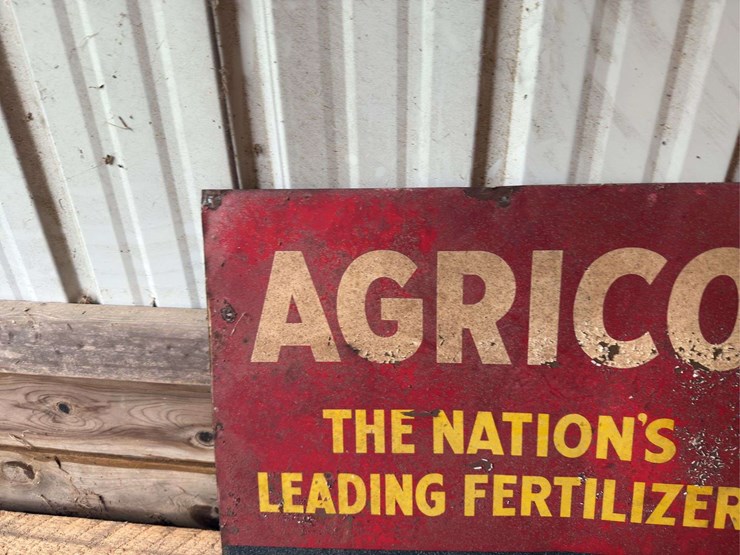 AGRICO
THE NATION'S
LEADING FERTILIZER